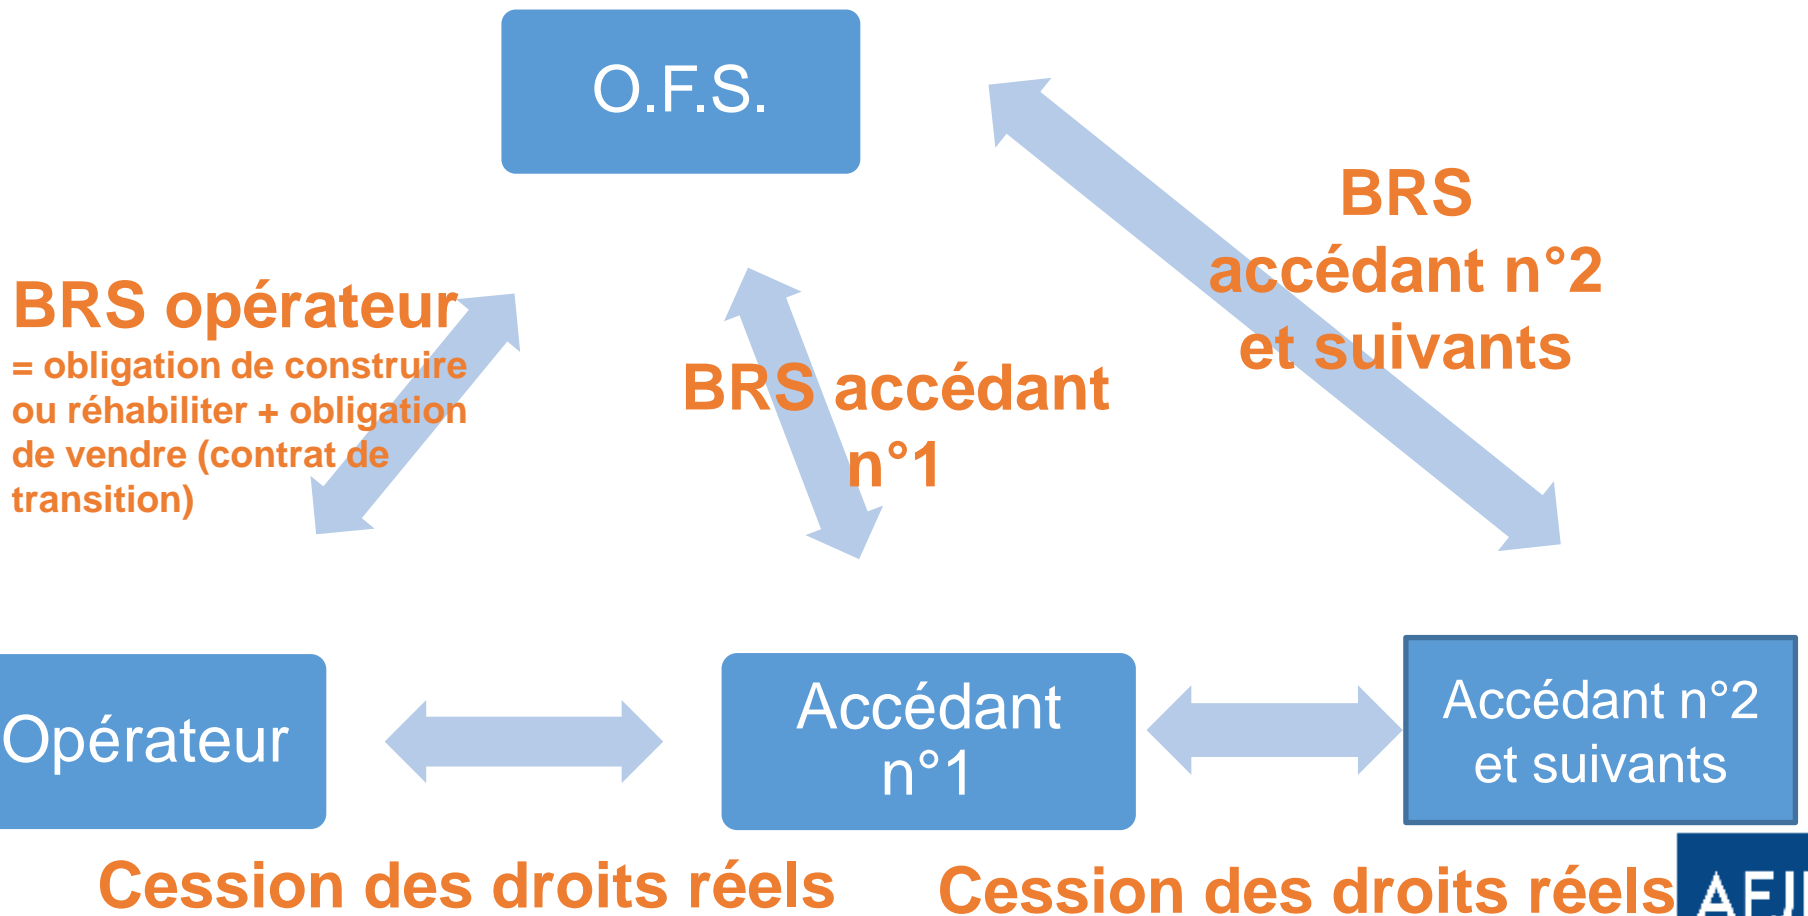 O.F.S.
BRS
accédant n°2
et suivants
BRS opérateur
= obligation de construire
ou réhabiliter + obligation
de vendre (contrat de
transition)
BRS accédant
n°1
Opérateur
Accédant
n°1
Accédant n°2
et suivants
Cession des droits réels
Cession des droits réels